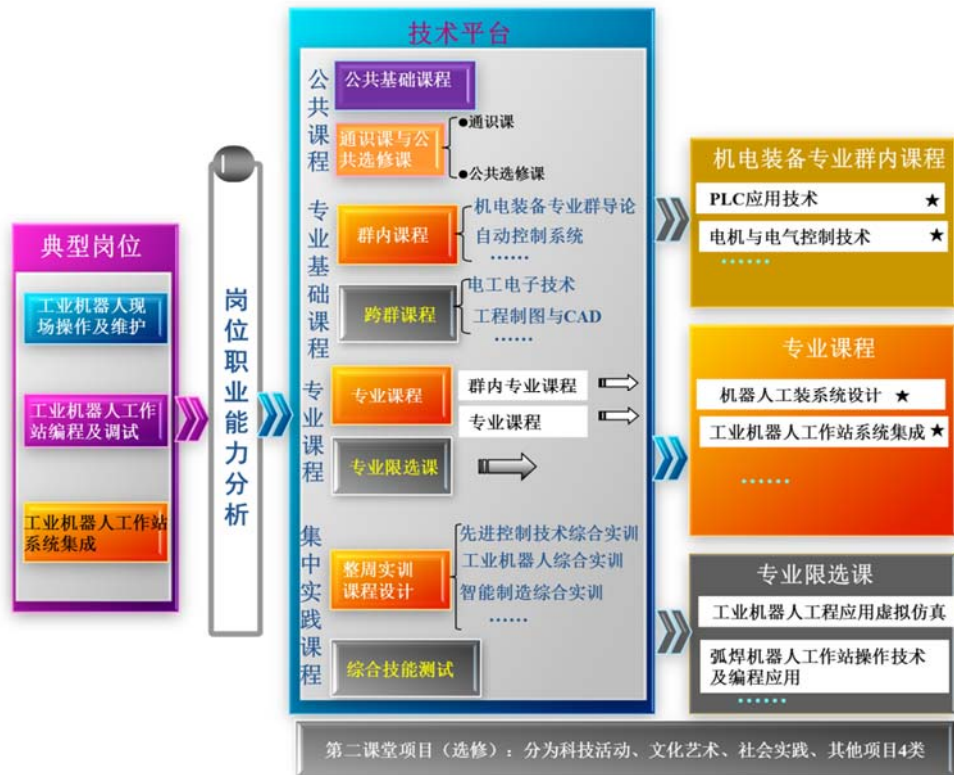 典型岗位
工业机器人现
场操作及维护
工业机器人工作
站编程及调试
工业机器人工作站
系统集成
岗位职业能力分析
技术平台
公共课程
公共基础课程
通识课与公
共选修课
●通识课
●公共选修课
专业基础课程
群内课程
机电装备专业群导论
自动控制系统
……
跨群课程
电工电子技术
工程制图与CAD
……
专业课程
专业课程
群内专业课程
专业课程
专业限选课
集中实践课程
整周实训
课程设计
先进控制技术综合实训
工业机器人综合实训
智能制造综合实训
……
综合技能测试
机电装备专业群内课程
PLC应用技术 ★
电机与电气控制技术 ★
……
专业课程
机器人工装系统设计 ★
工业机器人工作站系统集成 ★
……
专业限选课
工业机器人工程应用虚拟仿真
弧焊机器人工作站操作技术
及编程应用
……
第二课堂项目（选修）：分为科技活动、文化艺术、社会实践、其他项目4类